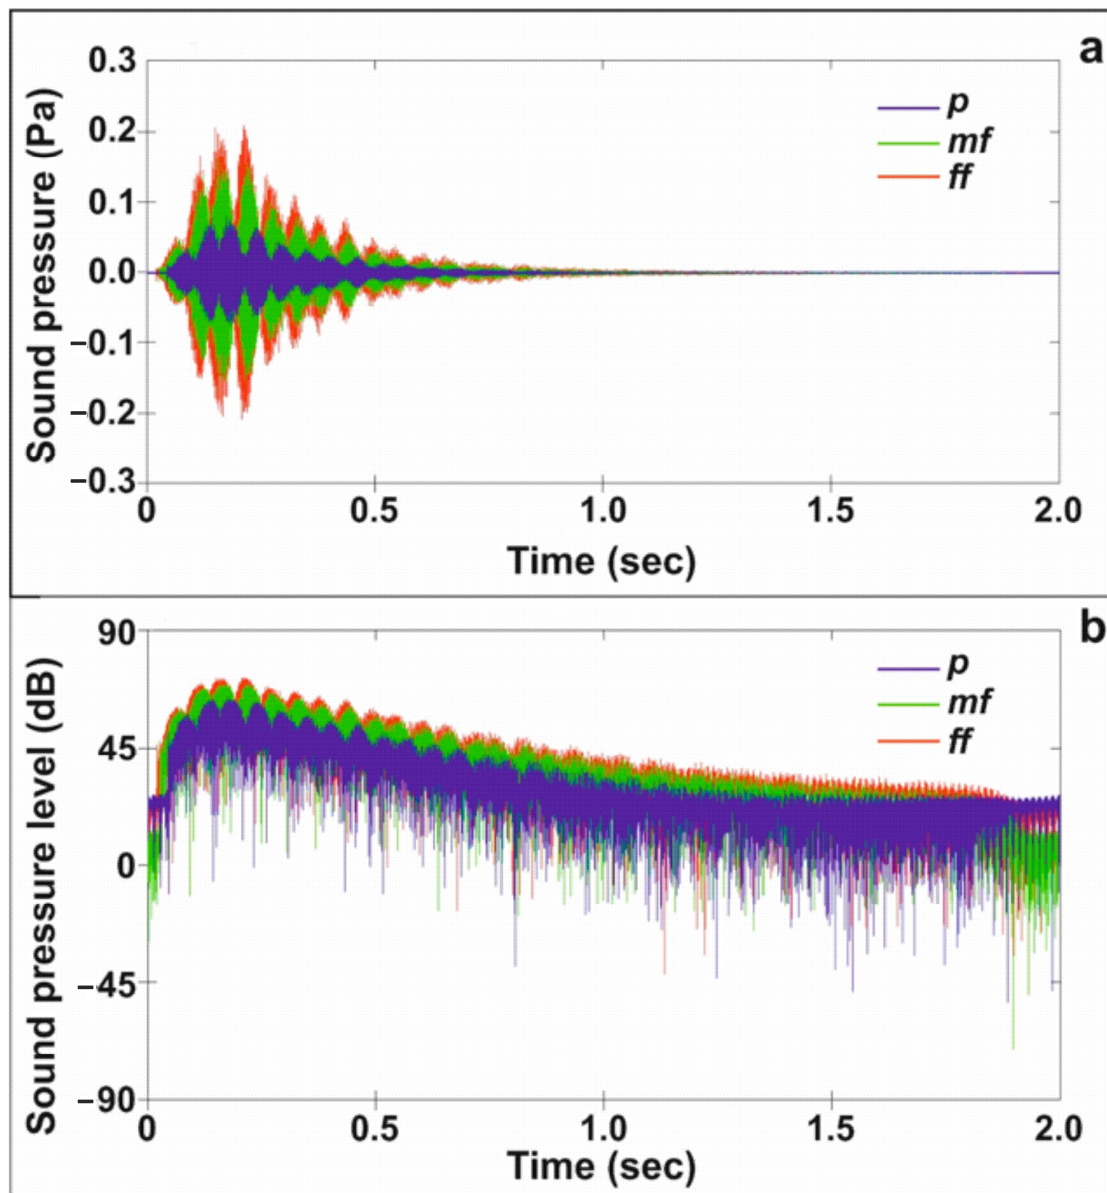 a
0.3
0.2
0.1
0.0
−0.1
−0.2
−0.3
Sound pressure (Pa)
p
mf
ff
0 0.5 1.0 1.5 2.0
Time (sec)
b
90
45
0
−45
−90
Sound pressure level (dB)
p
mf
ff
0 0.5 1.0 1.5 2.0
Time (sec)